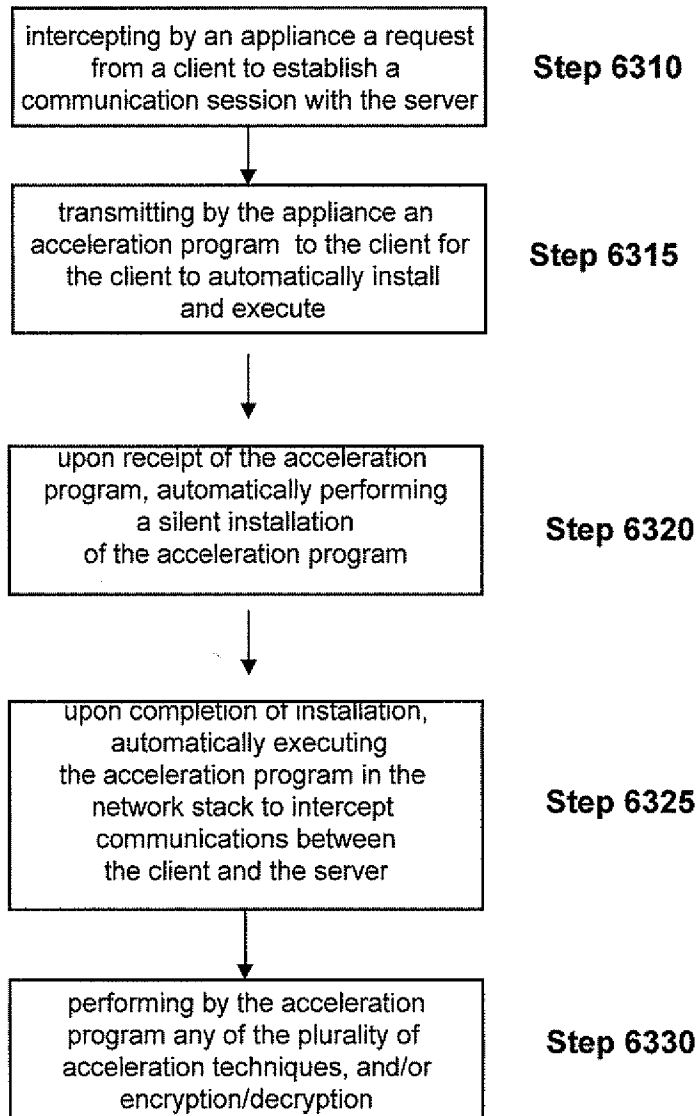 intercepting by an appliance a request
from a client to establish a
communication session with the server
Step 6310
transmitting by the appliance an
acceleration program to the client for
the client to automatically install
and execute
Step 6315
upon receipt of the acceleration
program, automatically performing
a silent installation
of the acceleration program
Step 6320
upon completion of installation,
automatically executing
the acceleration program in the
network stack to intercept
communications between
the client and the server
Step 6325
performing by the acceleration
program any of the plurality of
acceleration techniques, and/or
encryption/decryption
Step 6330